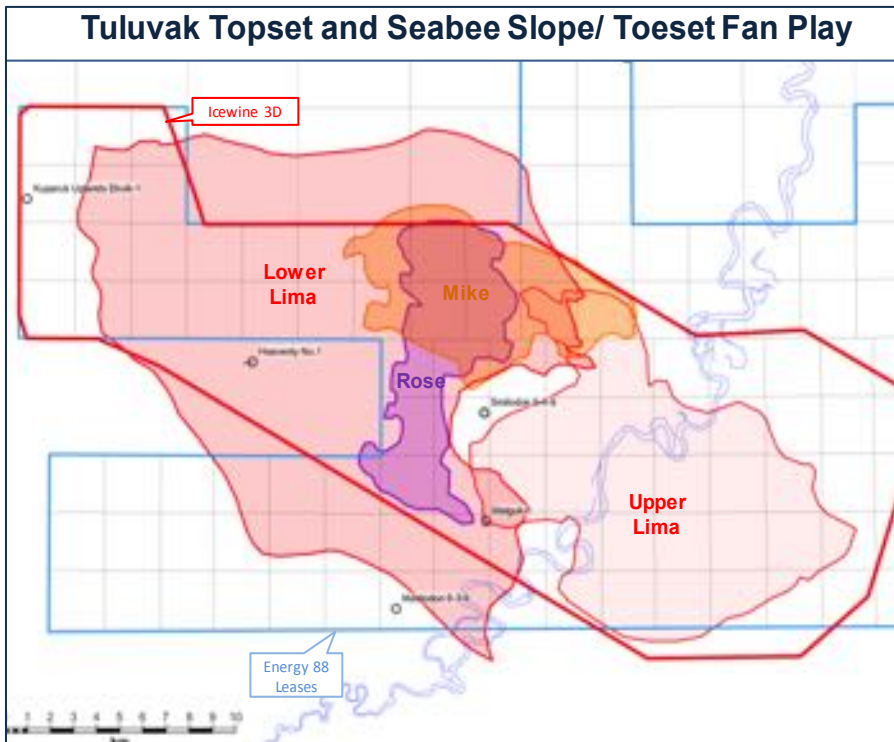 Tuluvak Topset and Seabee Slope/ Toeset Fan Play
Icewine 3D
Lower
Lima
Mike
Rose
Upper
Lima
Energy 88
Leases
1 2 3 4 5 6 7 8 9 10
km